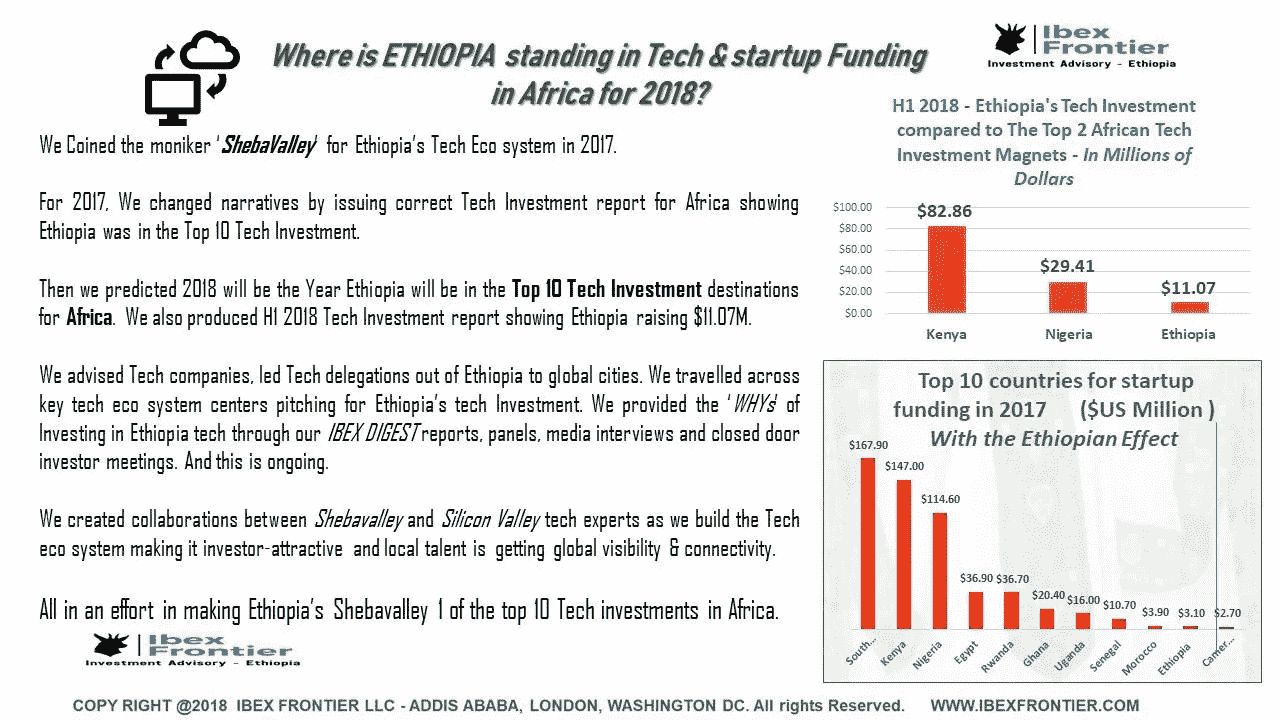 Where is ETHIOPIA standing in Tech & startup Funding
in Africa for 2018?
Ibex
Frontier
Investment Advisory - Ethiopia
We Coined the moniker 'ShebaValley' for Ethiopia's Tech Eco system in 2017.
For 2017, We changed narratives by issuing correct Tech Investment report for Africa showing
Ethiopia was in the Top 10 Tech Investment.
Then we predicted 2018 will be the Year Ethiopia will be in the Top 10 Tech Investment destinations
for Africa. We also produced H1 2018 Tech Investment report showing Ethiopia raising $11.07M.
We advised Tech companies, led Tech delegations out of Ethiopia to global cities. We travelled across
key tech eco system centers pitching for Ethiopia's tech Investment. We provided the 'WHYs' of
Investing in Ethiopia tech through our IBEX DIGEST reports, panels, media interviews and closed door
investor meetings. And this is ongoing.
We created collaborations between Shebavalley and Silicon Valley tech experts as we build the Tech
eco system making it investor-attractive and local talent is getting global visibility & connectivity.
All in an effort in making Ethiopia's Shebavalley 1 of the top 10 Tech investments in Africa.
Ibex
Frontier
Investment Advisory - Ethiopia
H1 2018 - Ethiopia's Tech Investment
compared to The Top 2 African Tech
Investment Magnets - In Millions of
Dollars
$100.00
$80.00
$60.00
$40.00
$20.00
$0.00
$82.86
$29.41
$11.07
Kenya
Nigeria
Ethiopia
Top 10 countries for startup
funding in 2017 ($US Million )
With the Ethiopian Effect
$167.90
$147.00
$114.60
$36.90
$36.70
$20.40
$16.00
$10.70
$3.90
$3.10
$2.70
South...
Kenya
Nigeria
Egypt
Rwanda
Ghana
Uganda
Senegal
Morocco
Ethiopia
Camer...
COPY RIGHT @2018 IBEX FRONTIER LLC - ADDIS ABABA, LONDON, WASHINGTON DC. All rights Reserved. WWW.IBEXFRONTIER.COM